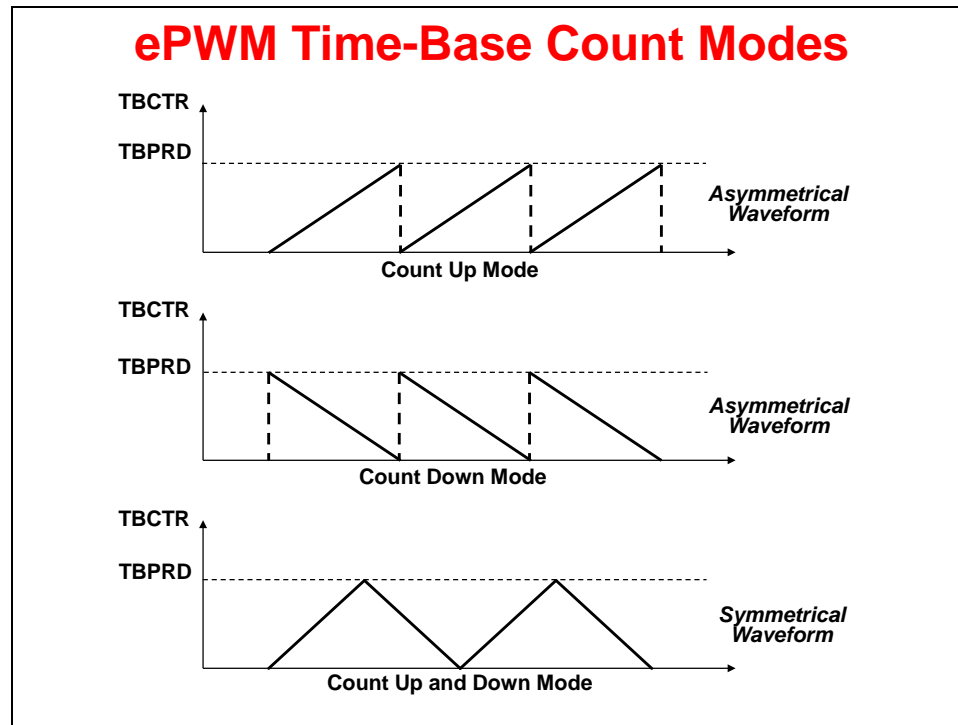 ePWM Time-Base Count Modes
TBCTR
TBPRD
Asymmetrical
Waveform
Count Up Mode
TBCTR
TBPRD
Asymmetrical
Waveform
Count Down Mode
TBCTR
TBPRD
Symmetrical
Waveform
Count Up and Down Mode